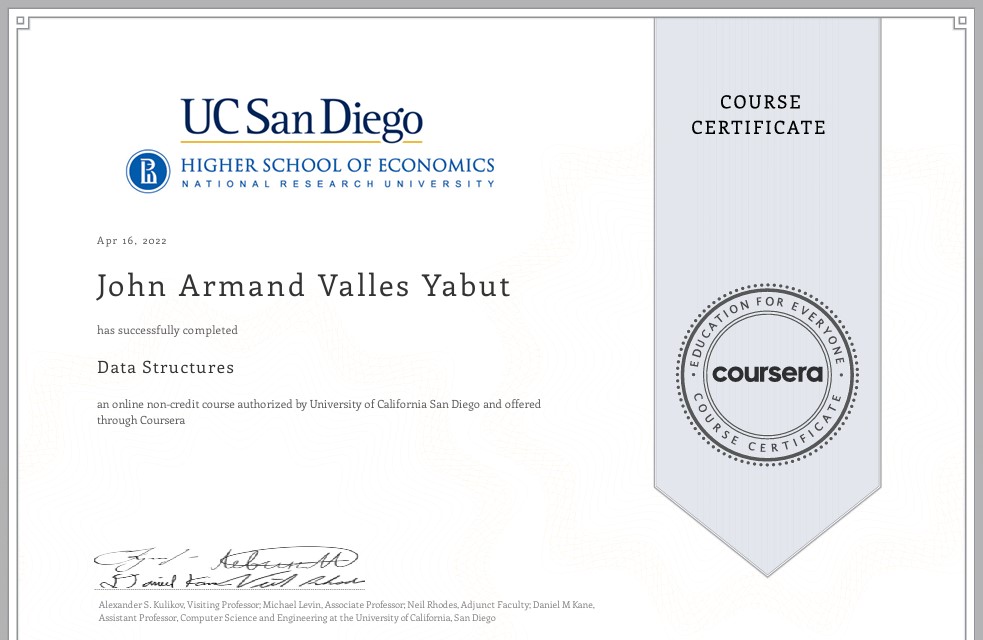 UC San Diego
HIGHER SCHOOL OF ECONOMICS
NATIONAL RESEARCH UNIVERSITY
Apr 16, 2022
John Armand Valles Yabut
has successfully completed
Data Structures
an online non-credit course authorized by University of California San Diego and offered
through Coursera
Alexander S. Kulikov, Visiting Professor; Michael Levin, Associate Professor; Neil Rhodes, Adjunct Faculty; Daniel M Kane,
Assistant Professor, Computer Science and Engineering at the University of California, San Diego
COURSE
CERTIFICATE
EDUCATION FOR EVERYONE
coursera
COURSE CERTIFICATE